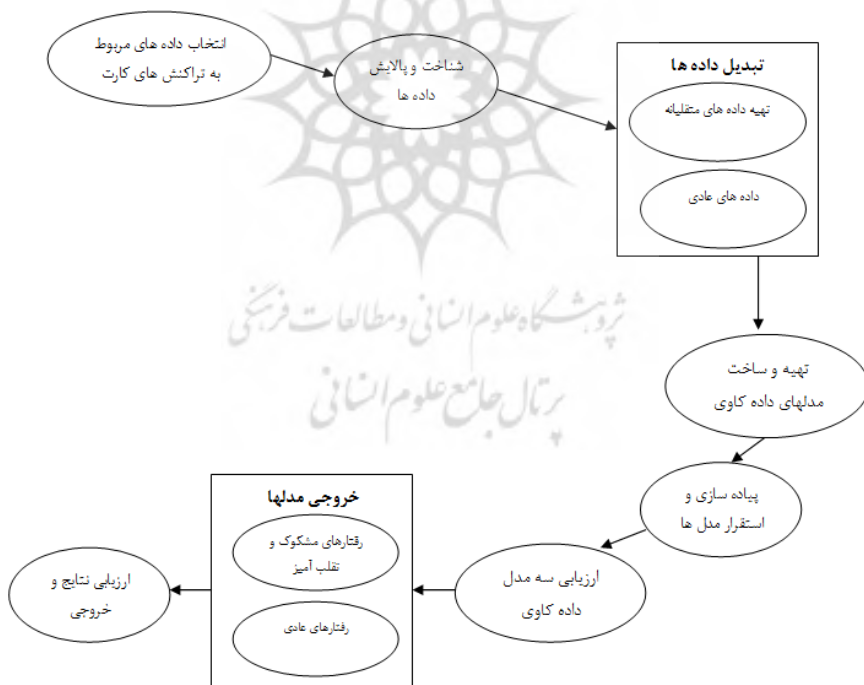 انتخاب داده های مربوط
به تراکنش های کارت
شناخت و پالایش
داده ها
تبدیل داده ها
تهیه داده های متقلبانه
داده های عادی
پژوهشگاه علوم انسانی و مطالعات فرهنگی
پرتال جامع علوم انسانی
تهیه و ساخت
مدلهای داده کاوی
پیاده سازی و
استقرار مدل ها
ارزیابی سه مدل
داده کاوی
خروجی مدلها
رفتارهای مشکوک و
تقلب آمیز
رفتارهای عادی
ارزیابی نتایج و
خروجی